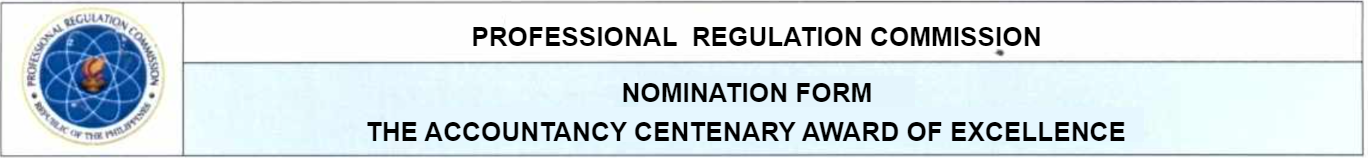 PROFESSIONAL REGULATION COMMISSION
REPUBLIC OF THE PHILIPPINES
PROFESSIONAL REGULATION COMMISSION
NOMINATION FORM
THE ACCOUNTANCY CENTENARY AWARD OF EXCELLENCE